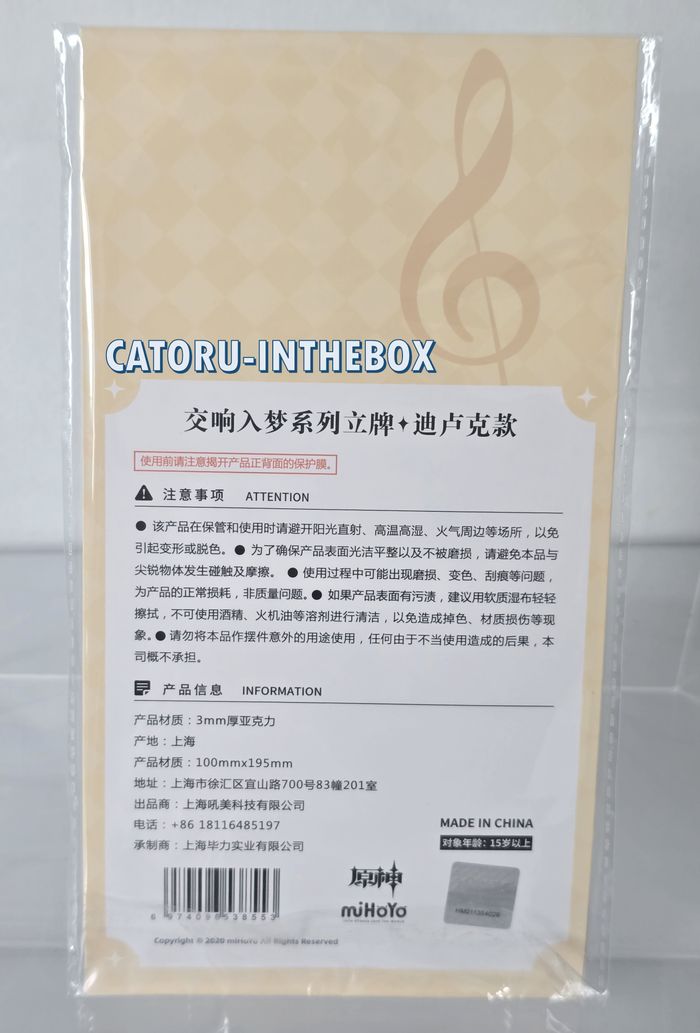 CATORU-INTHEBOX
交响入梦系列立牌✦迪卢克款
使用前请注意揭开产品正背面的保护膜。
注意事项 ATTENTION
● 该产品在保管和使用时请避开阳光直射、高温高湿、火气周边等场所，以免
引起变形或脱色。● 为了确保产品表面光洁平整以及不被磨损，请避免本品与
尖锐物体发生碰触及摩擦。 ● 使用过程中可能出现磨损、变色、刮痕等问题，
为产品的正常损耗，非质量问题。● 如果产品表面有污渍，建议用软质湿布轻轻
擦拭，不可使用酒精、火机油等溶剂进行清洁，以免造成掉色、材质损伤等现
象。● 请勿将本品作摆件意外的用途使用，任何由于不当使用造成的后果，本
司概不承担。
产品信息 INFORMATION
产品材质：3mm厚亚克力
产地：上海
产品材质：100mmx195mm
地址：上海市徐汇区宜山路700号83幢201室
出品商：上海吼美科技有限公司
电话：+86 18116485197
承制商：上海毕力实业有限公司
MADE IN CHINA
对象年龄：15岁以上
6 974096538553
原神
miHoYo
Copyright © 2020 miHoYo All Rights Reserved